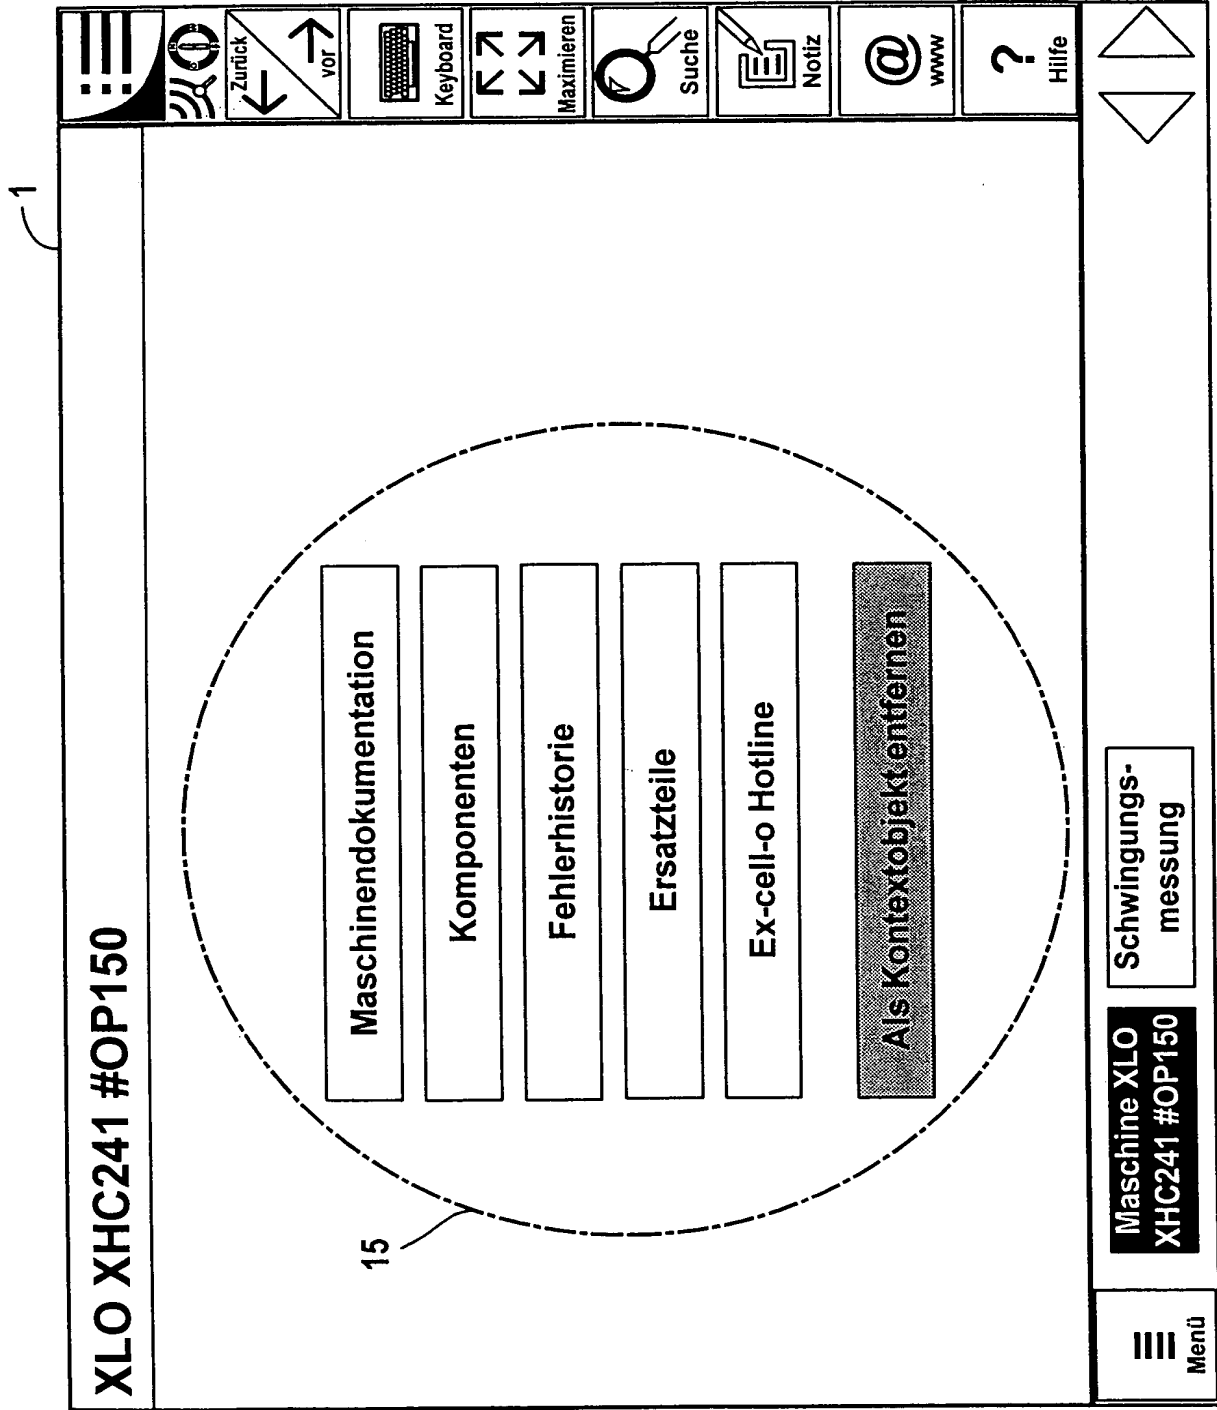 1
XLO XHC241 #OP150
Zurück
vor
Keyboard
Maximieren
Suche
Notiz
@
www
?
Hilfe
15
Maschinendokumentation
Komponenten
Fehlerhistorie
Ersatzteile
Ex-cell-o Hotline
Als Kontextobjekt entfernen
Menü
Maschine XLO
XHC241 #OP150
Schwingungs-
messung